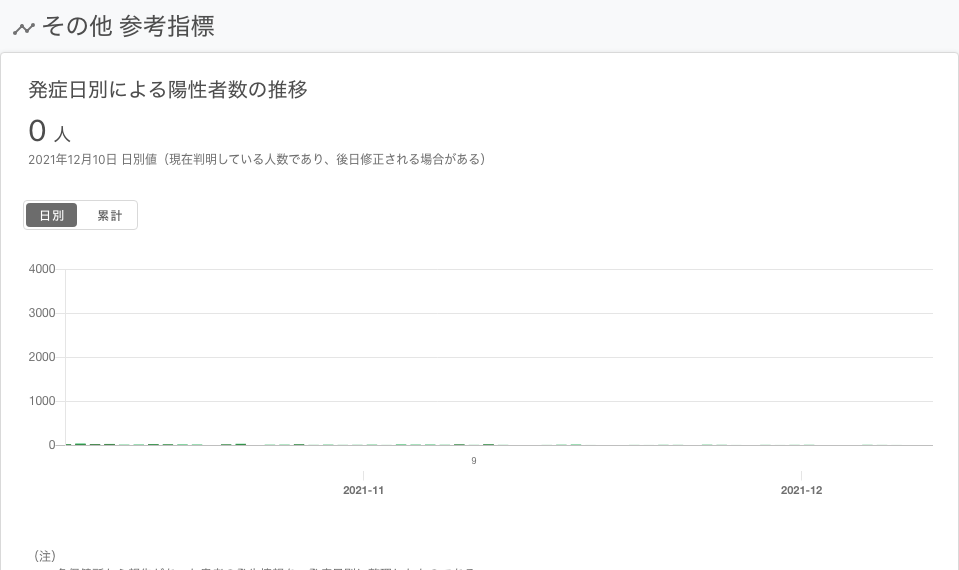 その他 参考指標
発症日別による陽性者数の推移
0 人
2021年12月10日 日別値（現在判明している人数であり、後日修正される場合がある）
日別 累計
4000
3000
2000
1000
0
9
2021-11 2021-12
（注）